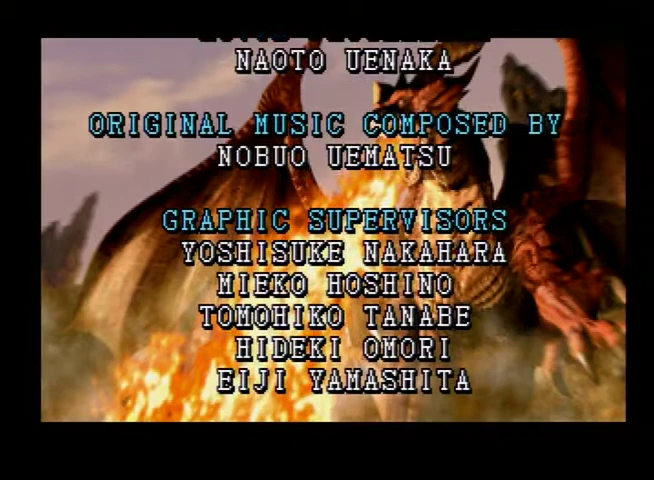 NAOTO UENAKA
ORIGINAL MUSIC COMPOSED BY
NOBUO UEMATSU
GRAPHIC SUPERVISORS
YOSHISUKE NAKAHARA
MIEKO HOSHINO
TOMOHIKO TANABE
HIDEKI OMORI
EIJI YAMASHITA